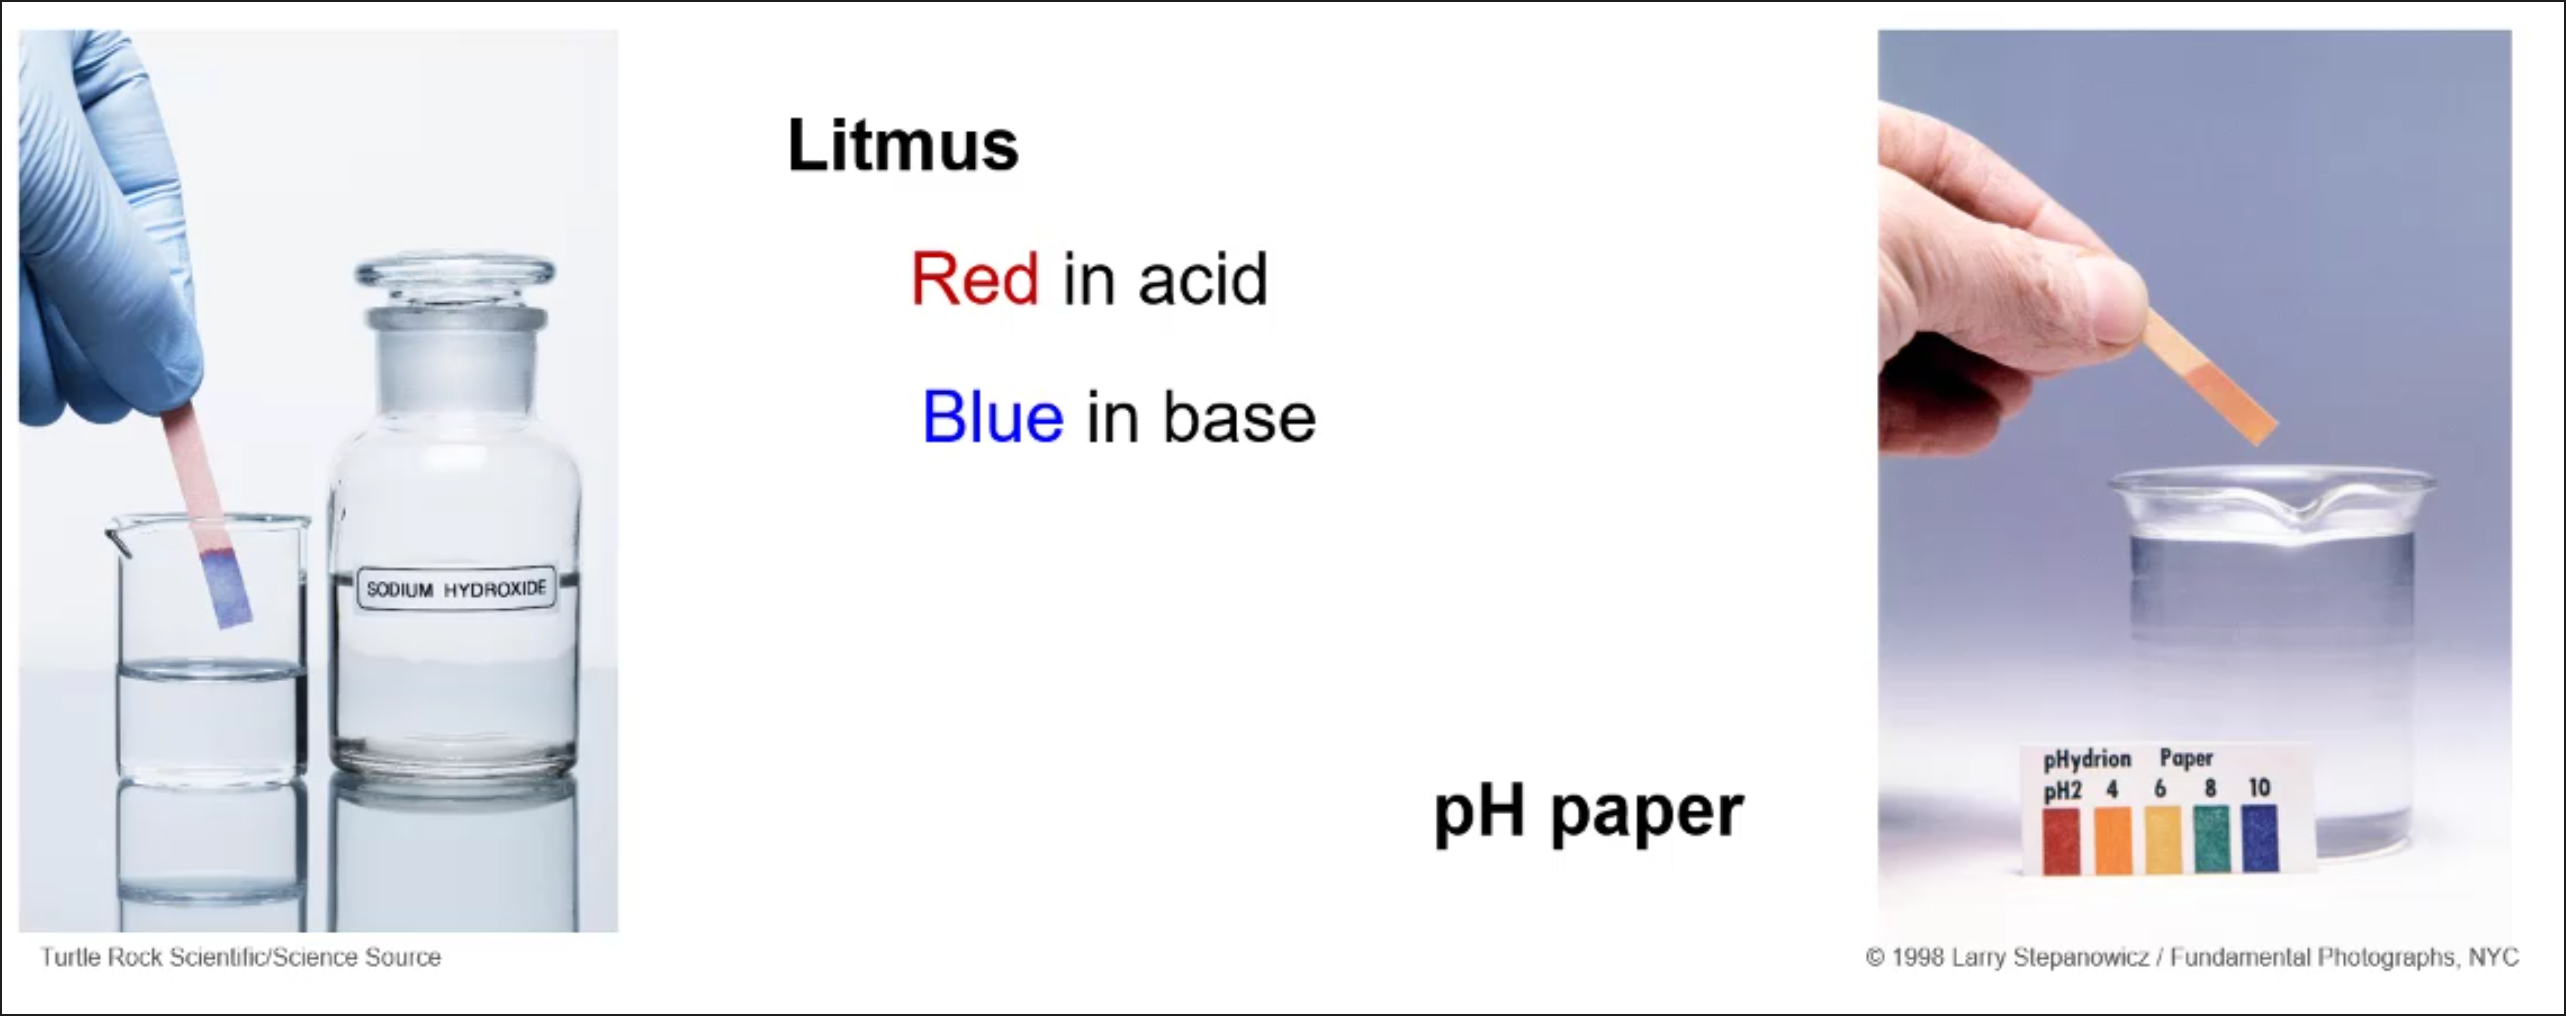 Litmus
Red in acid
Blue in base
SODIUM HYDROXIDE
pH paper
pHydrion Paper
pH2 4 6 8 10
Turtle Rock Scientific/Science Source
© 1998 Larry Stepanowicz / Fundamental Photographs, NYC